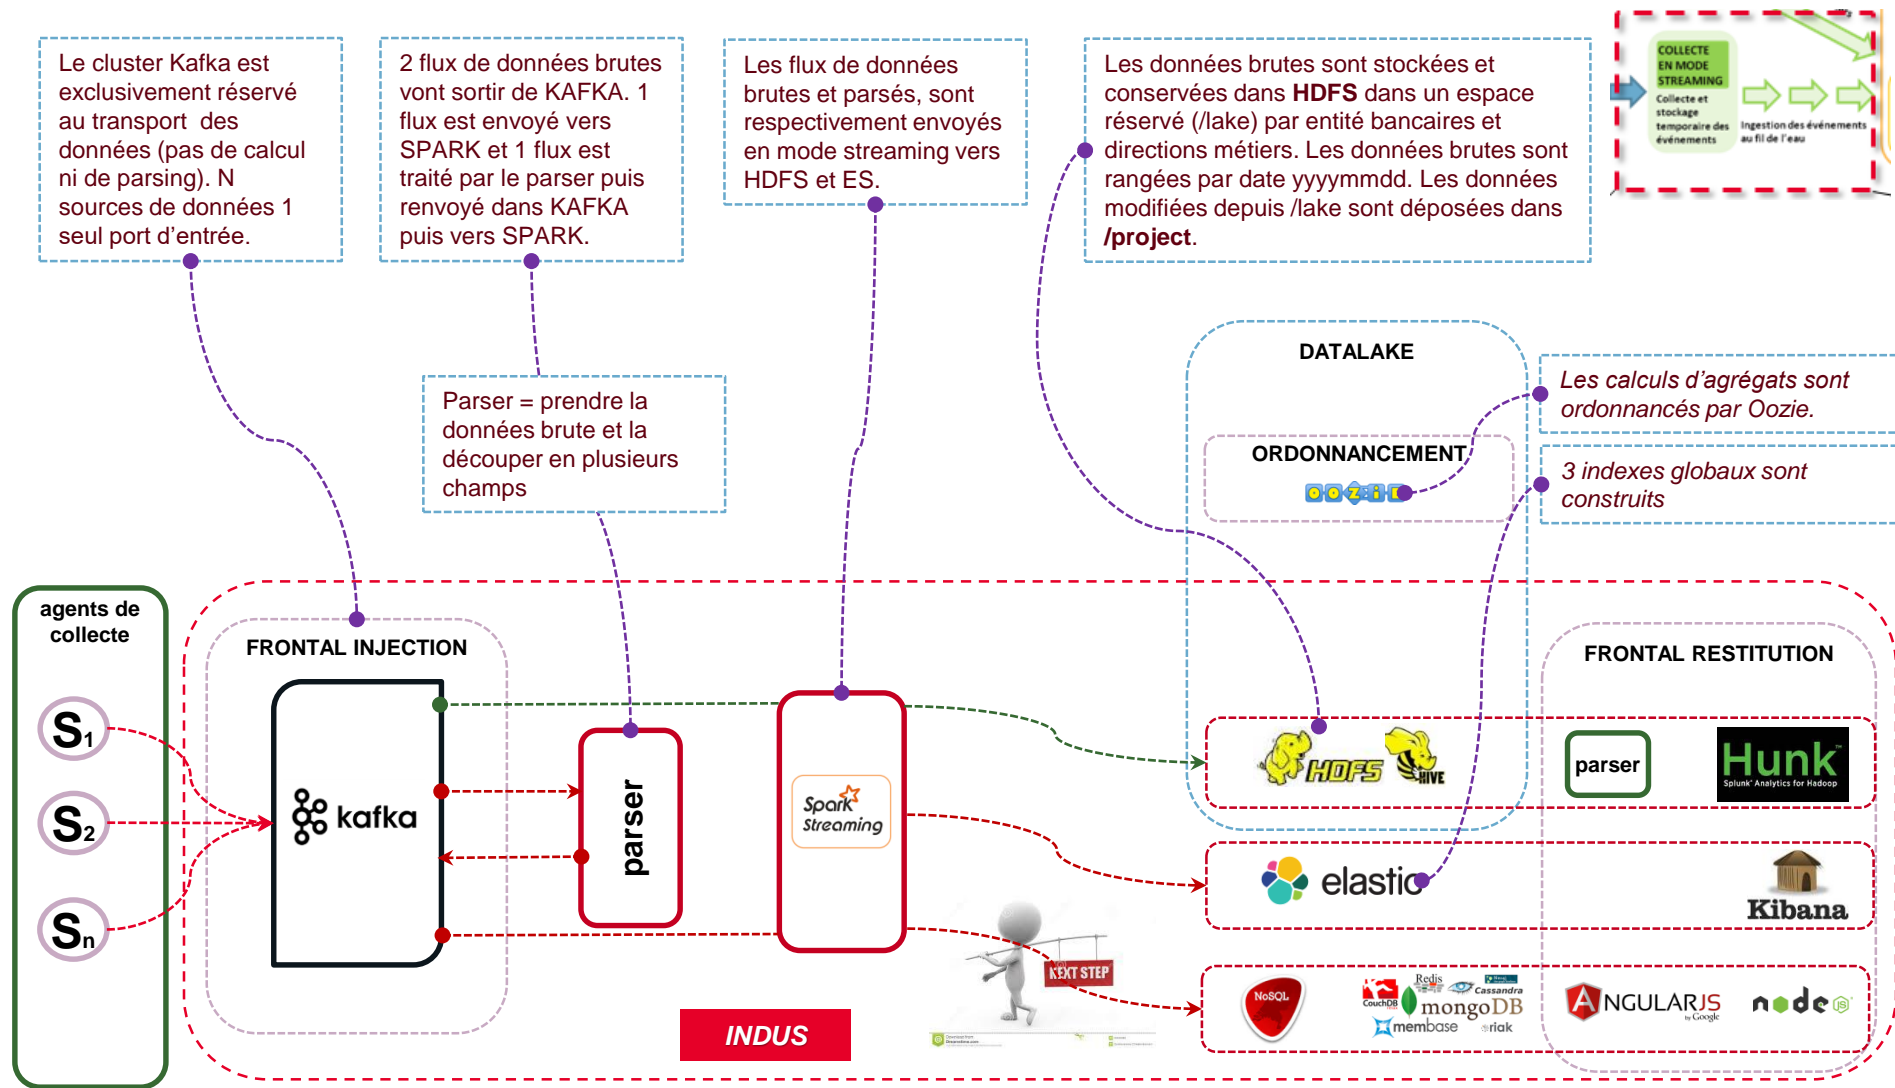 Le cluster Kafka est
exclusivement réservé
au transport des
données (pas de calcul
ni de parsing). N
sources de données 1
seul port d'entrée.
2 flux de données brutes
vont sortir de KAFKA. 1
flux est envoyé vers
SPARK et 1 flux est
traité par le parser puis
renvoyé dans KAFKA
puis vers SPARK.
Les flux de données
brutes et parsés, sont
respectivement envoyés
en mode streaming vers
HDFS et ES.
Les données brutes sont stockées et
conservées dans HDFS dans un espace
réservé (/lake) par entité bancaires et
directions métiers. Les données brutes sont
rangées par date yyyymmdd. Les données
modifiées depuis /lake sont déposées dans
/project.
COLLECTE
EN MODE
STREAMING
Collecte et
stockage
temporaire des
événements
Ingestion des événements
au fil de l'eau
Parser = prendre la
données brute et la
découper en plusieurs
champs
DATALAKE
ORDONNANCEMENT
OOZIE
Les calculs d'agrégats sont
ordonnancés par Oozie.
3 indexes globaux sont
construits
agents de
collecte
S1
S2
Sn
FRONTAL INJECTION
kafka
parser
Spark
Streaming
FRONTAL RESTITUTION
HDFS
HIVE
parser
Hunk™
Splunk® Analytics for Hadoop
elastic
Kibana
NEXT STEP
INDUS
NoSQL
CouchDB
Redis
Cassandra
mongoDB
membase
riak
ANGULARJS
by Google
node JS